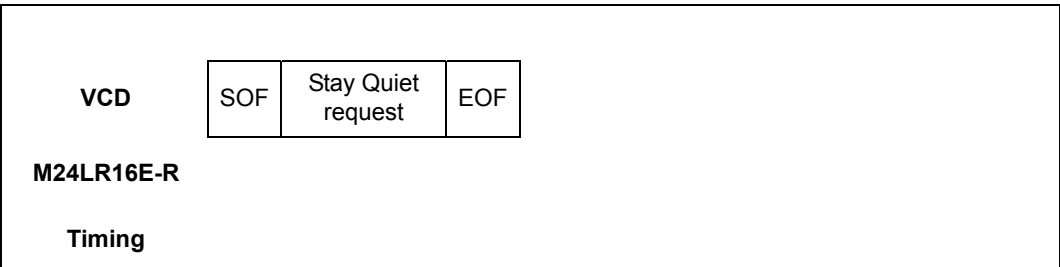 VCD
SOF
Stay Quiet
request
EOF
M24LR16E-R
Timing